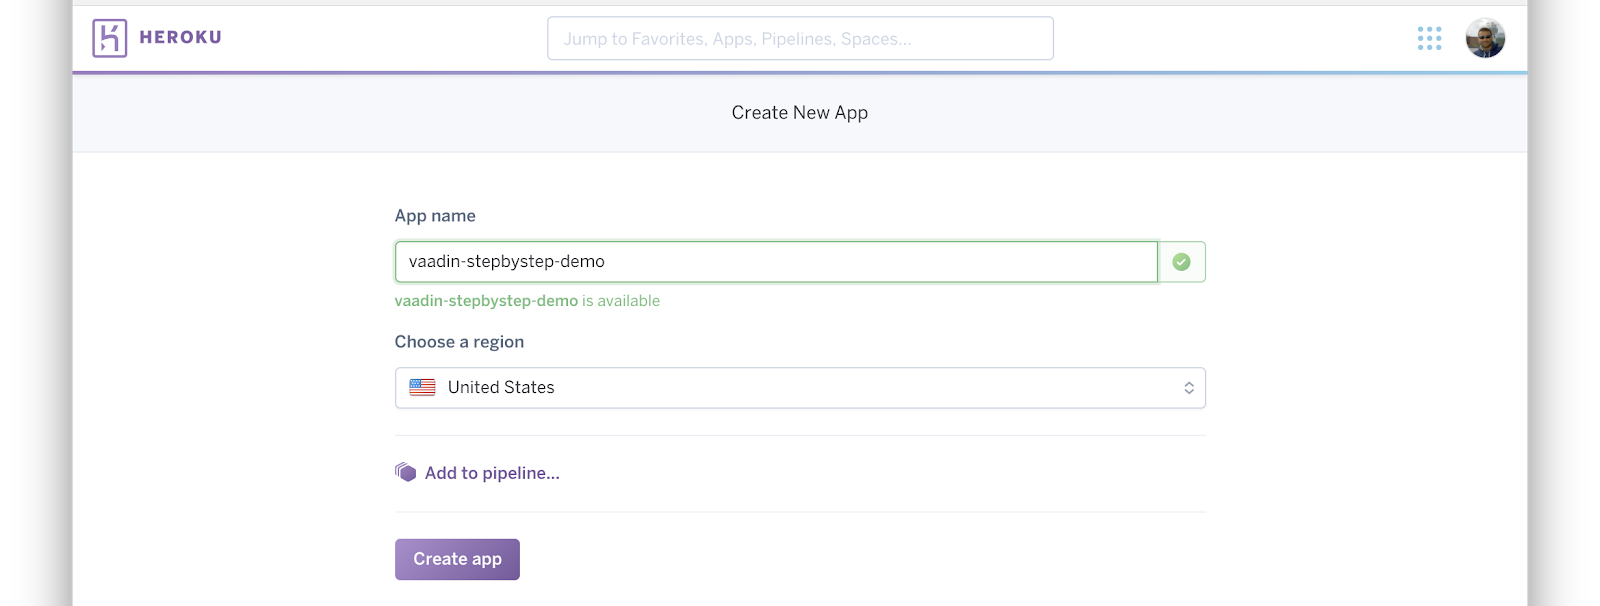 HEROKU
Jump to Favorites, Apps, Pipelines, Spaces...
Create New App
App name
vaadin-stepbystep-demo
vaadin-stepbystep-demo is available
Choose a region
United States
Add to pipeline...
Create app